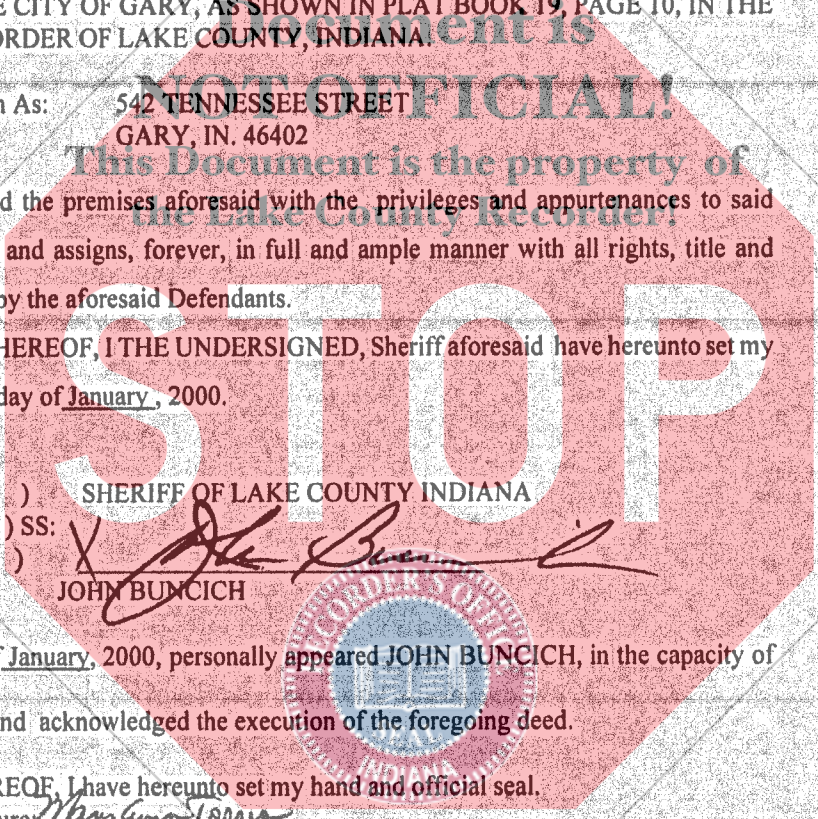 E CITY OF GARY, AS SHOWN IN PLAT BOOK 19, PAGE 10, IN THE
Document is
ORDER OF LAKE COUNTY, INDIANA.
NOT OFFICIAL!
n As: 542 TENNESSEE STREET
GARY, IN. 46402
This Document is the property of
d the premises aforesaid with the privileges and appurtenances to said
the Lake County Recorder!
and assigns, forever, in full and ample manner with all rights, title and
by the aforesaid Defendants.
STOP
HEREOF, I THE UNDERSIGNED, Sheriff aforesaid have hereunto set my
day of January, 2000.
) SHERIFF OF LAKE COUNTY INDIANA
) SS:
)
JOHN BUNCICH
RECORDER'S OFFICE
f January, 2000, personally appeared JOHN BUNCICH, in the capacity of
nd acknowledged the execution of the foregoing deed.
SEAL
INDIANA
REOF, I have hereunto set my hand and official seal.